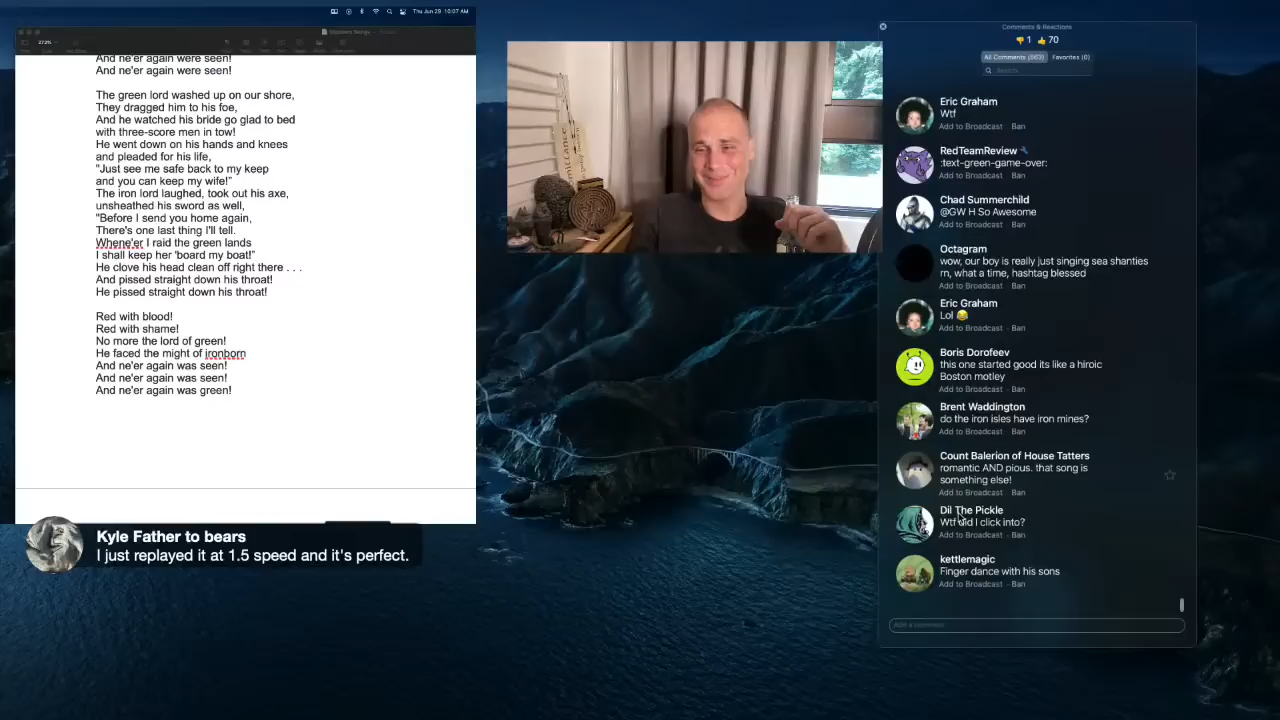 Thu Jun 29 10:07 AM
273%
And ne'er again were seen!
And ne'er again were seen!
The green lord washed up on our shore,
They dragged him to his foe,
And he watched his bride go glad to bed
with three-score men in tow!
He went down on his hands and knees
and pleaded for his life,
"Just see me safe back to my keep
and you can keep my wife!"
The iron lord laughed, took out his axe,
unsheathed his sword as well,
"Before I send you home again,
There's one last thing I'll tell.
Whene'er I raid the green lands
I shall keep her 'board my boat!"
He clove his head clean off right there . . .
And pissed straight down his throat!
He pissed straight down his throat!
Red with blood!
Red with shame!
No more the lord of green!
He faced the might of ironborn
And ne'er again was seen!
And ne'er again was seen!
And ne'er again was green!
Kyle Father to bears
I just replayed it at 1.5 speed and it's perfect.
Comments & Reactions
👎 1 👍 70
All Comments (863) Favorites (0)
Search
Eric Graham
Wtf
Add to Broadcast - Ban
RedTeamReview
:text-green-game-over:
Add to Broadcast - Ban
Chad Summerchild
@GW H So Awesome
Add to Broadcast - Ban
Octagram
wow, our boy is really just singing sea shanties
rn, what a time, hashtag blessed
Add to Broadcast - Ban
Eric Graham
Lol 😂
Add to Broadcast - Ban
Boris Dorofeev
this one started good its like a hiroic
Boston motley
Add to Broadcast - Ban
Brent Waddington
do the iron isles have iron mines?
Add to Broadcast - Ban
Count Balerion of House Tatters
romantic AND pious. that song is
something else!
Add to Broadcast - Ban
Dil The Pickle
Wtf did I click into?
Add to Broadcast - Ban
kettlemagic
Finger dance with his sons
Add to Broadcast - Ban
Add a comment